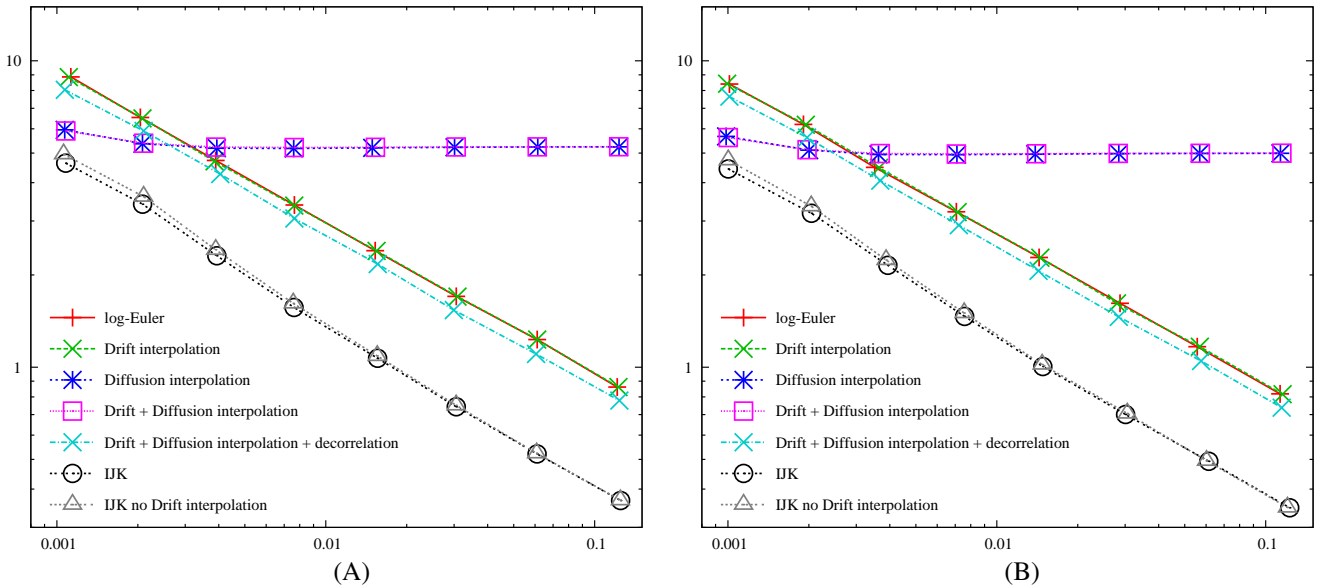 10
1
log-Euler
Drift interpolation
Diffusion interpolation
Drift + Diffusion interpolation
Drift + Diffusion interpolation + decorrelation
IJK
IJK no Drift interpolation
0.001
0.01
0.1
(A)
10
1
log-Euler
Drift interpolation
Diffusion interpolation
Drift + Diffusion interpolation
Drift + Diffusion interpolation + decorrelation
IJK
IJK no Drift interpolation
0.001
0.01
0.1
(B)